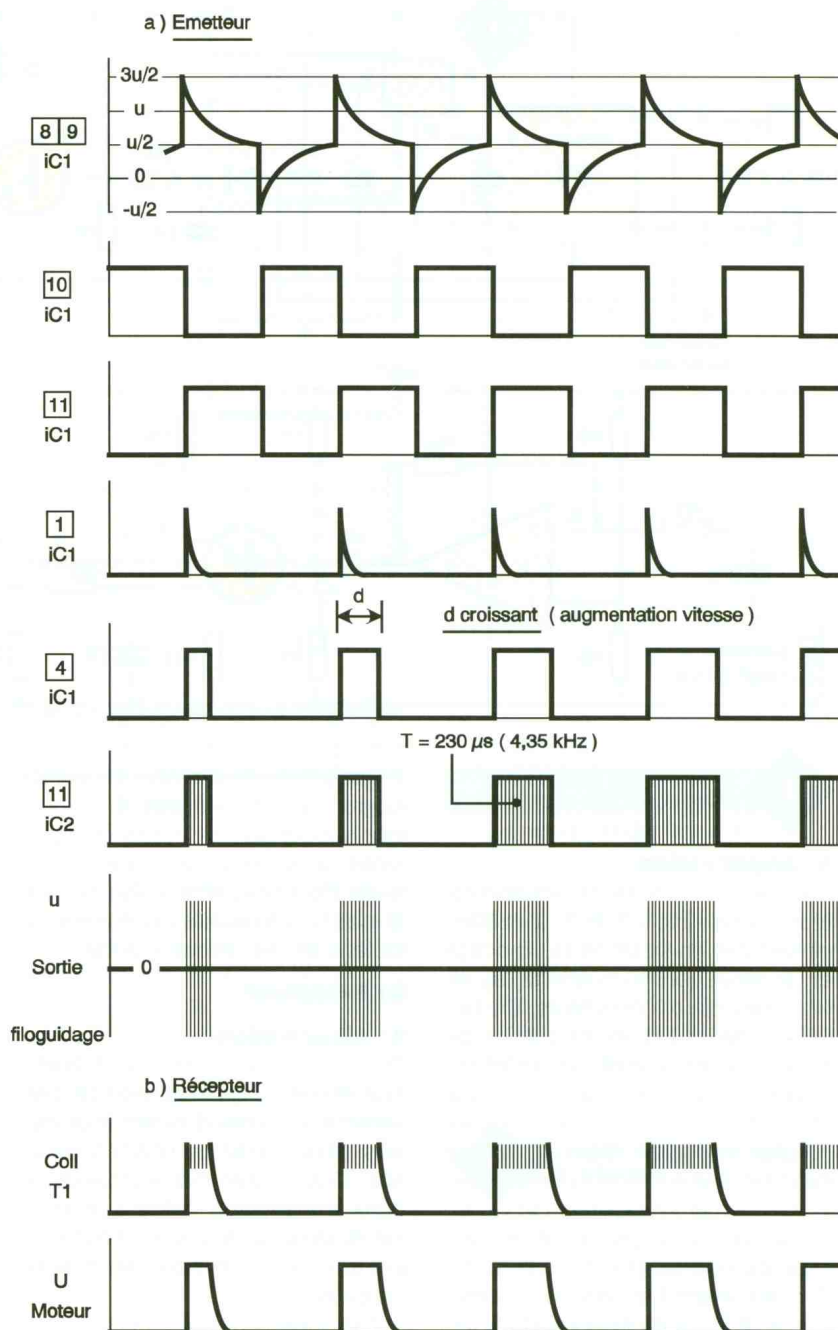 a ) Emetteur
3u/2
u
8 9
u/2
iC1
0
-u/2
10
iC1
11
iC1
1
iC1
d
d croissant ( augmentation vitesse )
4
iC1
T = 230 µs ( 4,35 kHz )
11
iC2
u
Sortie
0
filoguidage
b ) Récepteur
Coll
T1
U
Moteur